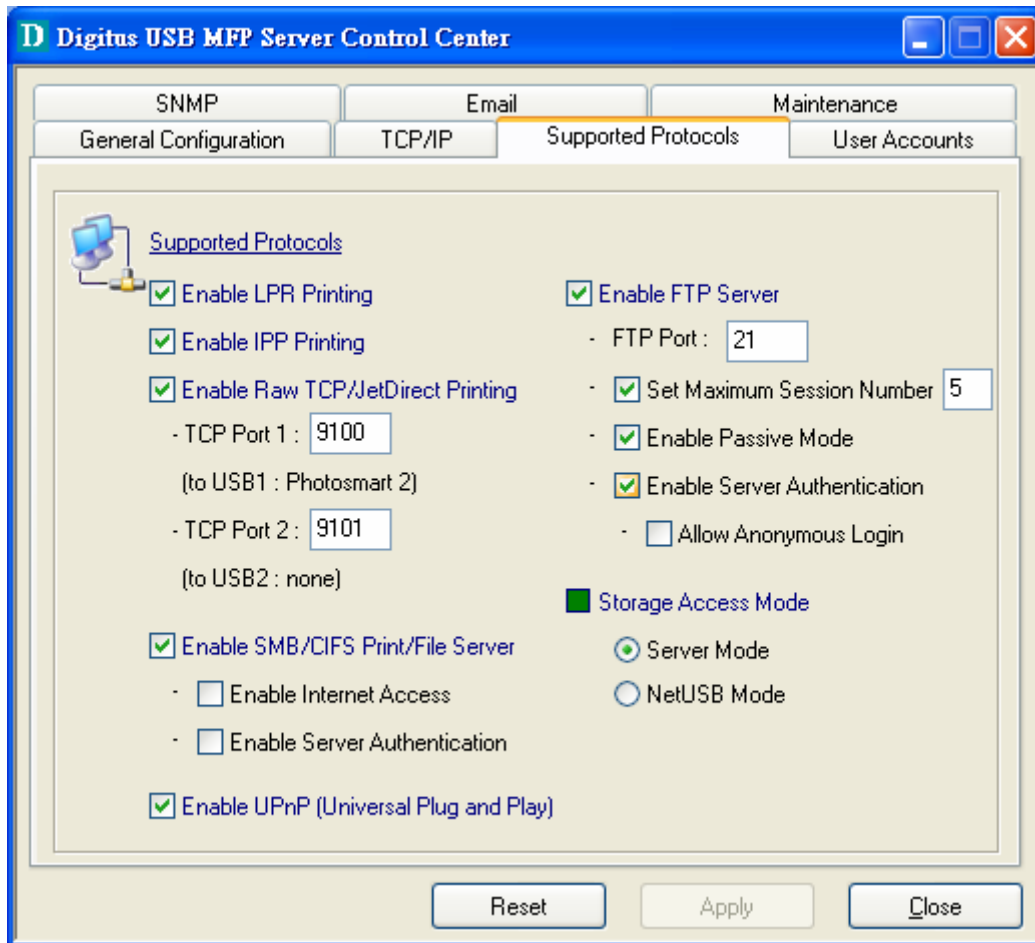 D Digitus USB MFP Server Control Center
SNMP
Email
Maintenance
General Configuration
TCP/IP
Supported Protocols
User Accounts
Supported Protocols
Enable LPR Printing
Enable IPP Printing
Enable Raw TCP/JetDirect Printing
- TCP Port 1 : 9100
(to USB1 : Photosmart 2)
- TCP Port 2 : 9101
(to USB2 : none)
Enable SMB/CIFS Print/File Server
- Enable Internet Access
- Enable Server Authentication
Enable UPnP (Universal Plug and Play)
Enable FTP Server
- FTP Port : 21
- Set Maximum Session Number 5
- Enable Passive Mode
- Enable Server Authentication
- Allow Anonymous Login
Storage Access Mode
Server Mode
NetUSB Mode
Reset
Apply
Close